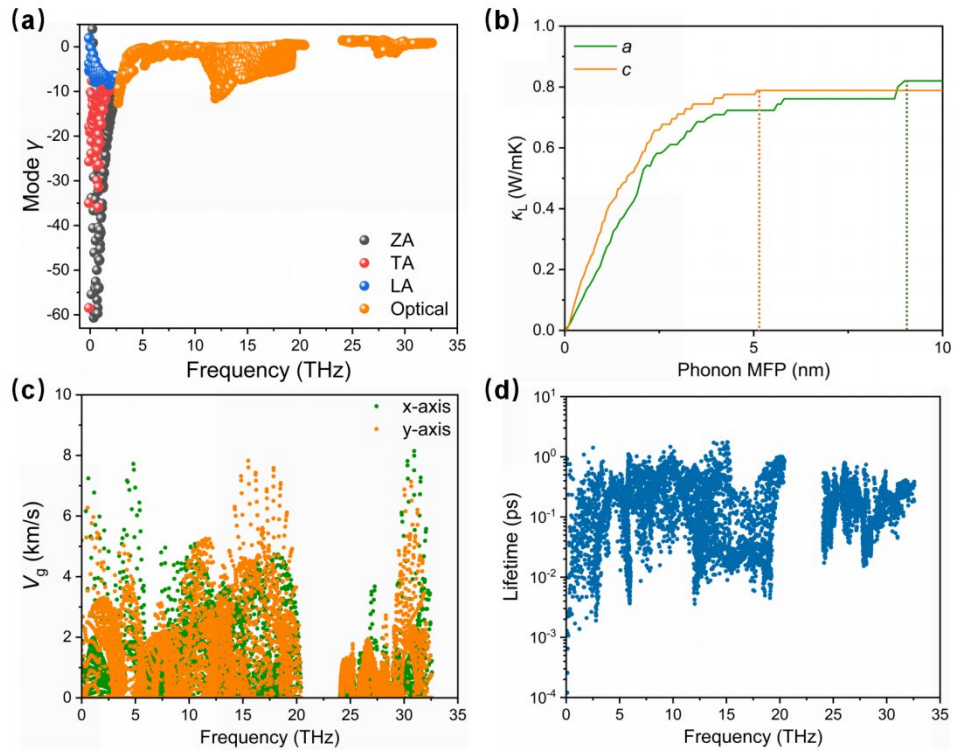 (a)
0
-10
-20
-30
-40
-50
-60
Mode γ
ZA
TA
LA
Optical
0 5 10 15 20 25 30 35
Frequency (THz)
(b)
1.0
0.8
0.6
0.4
0.2
0.0
κL (W/mK)
a
c
0 5 10
Phonon MFP (nm)
(c)
10
8
6
4
2
0
Vg (km/s)
x-axis
y-axis
0 5 10 15 20 25 30 35
Frequency (THz)
(d)
10^1
10^0
10^-1
10^-2
10^-3
10^-4
Lifetime (ps)
0 5 10 15 20 25 30 35
Frequency (THz)